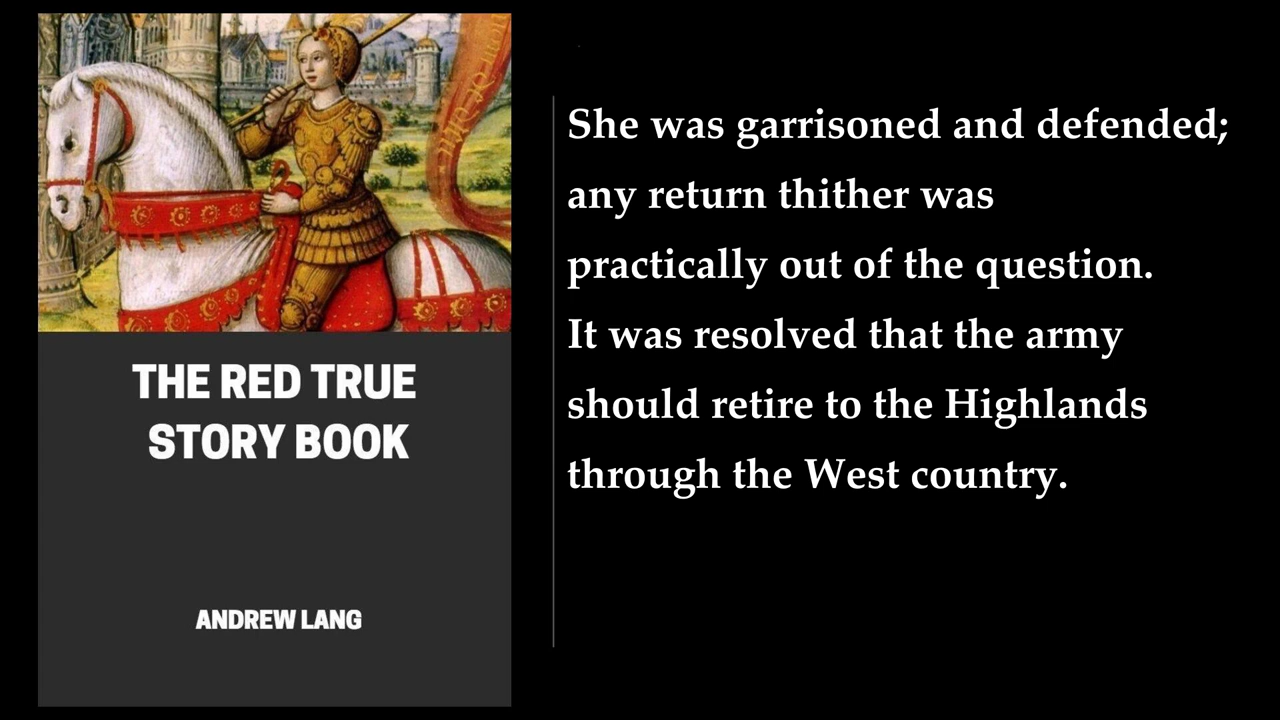 THE RED TRUE
STORY BOOK
ANDREW LANG
She was garrisoned and defended;
any return thither was
practically out of the question.
It was resolved that the army
should retire to the Highlands
through the West country.